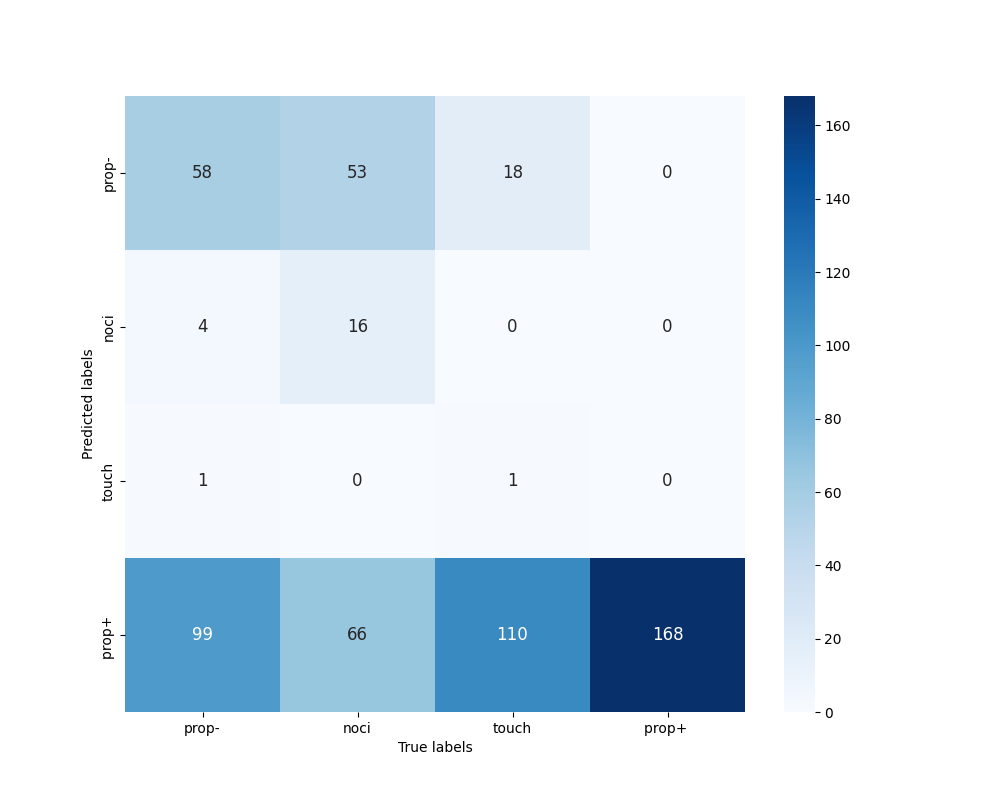 prop- 58 53 18 0
noci 4 16 0 0
touch 1 0 1 0
prop+ 99 66 110 168
prop- noci touch prop+
True labels
Predicted labels
160
140
120
100
80
60
40
20
0